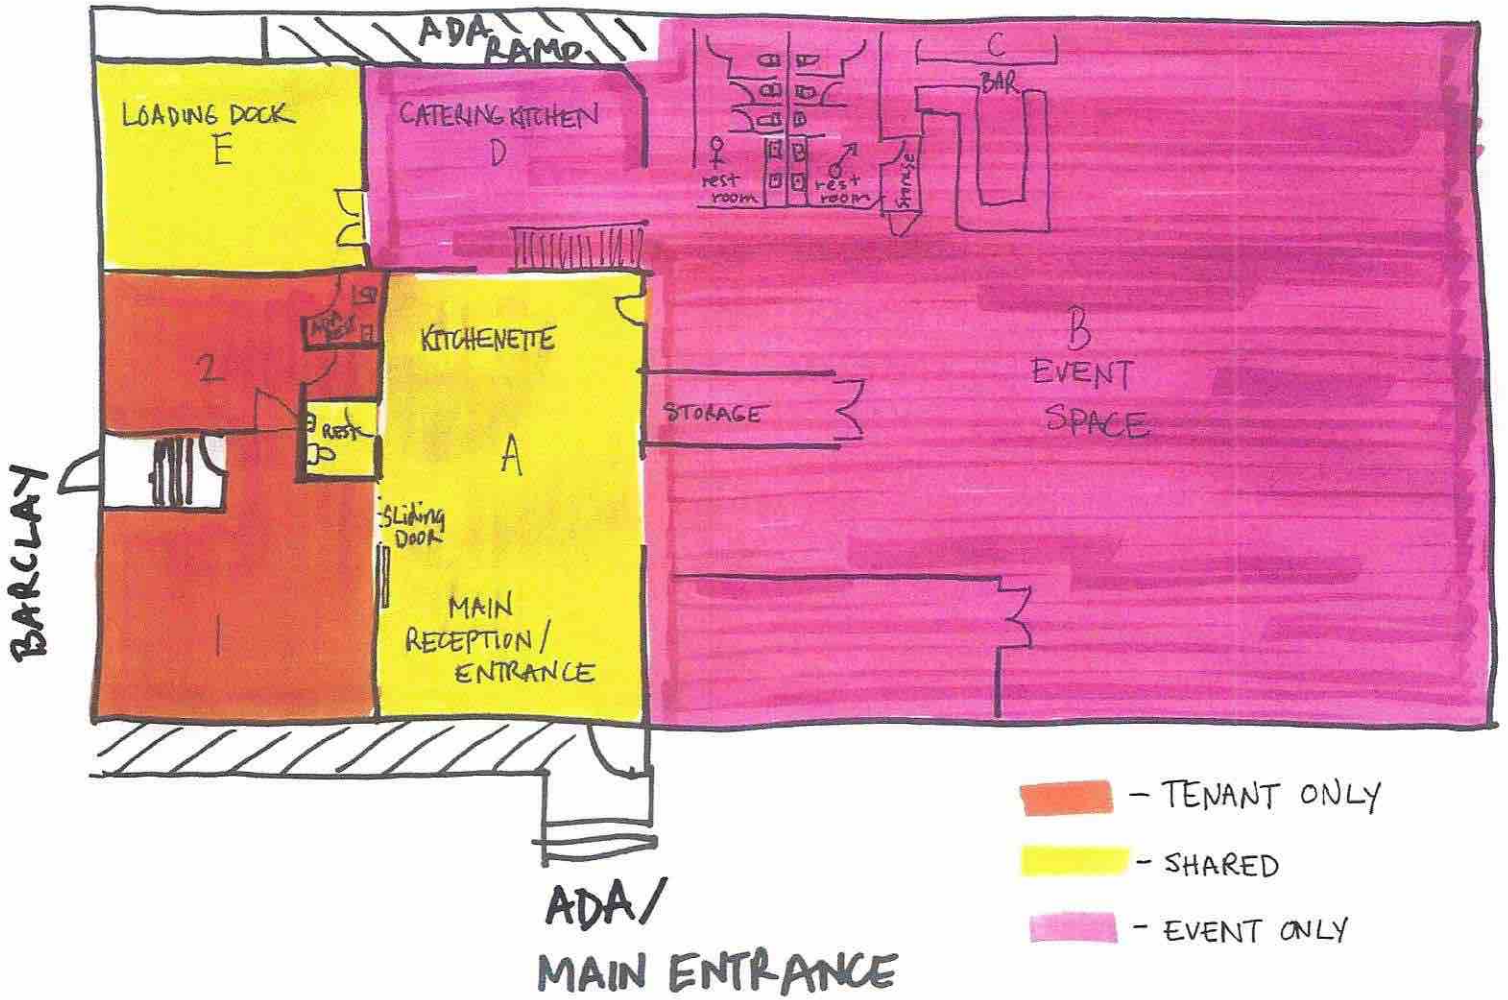 ADA
RAMP
C
BAR
LOADING DOCK
E
CATERING KITCHEN
D
♀
rest
room
♂
rest
room
Storage
KITCHENETTE
2
B
EVENT
SPACE
STORAGE
REST
A
BARCLAY
SLiding
DOOR
1
MAIN
RECEPTION/
ENTRANCE
- TENANT ONLY
- SHARED
- EVENT ONLY
ADA/
MAIN ENTRANCE